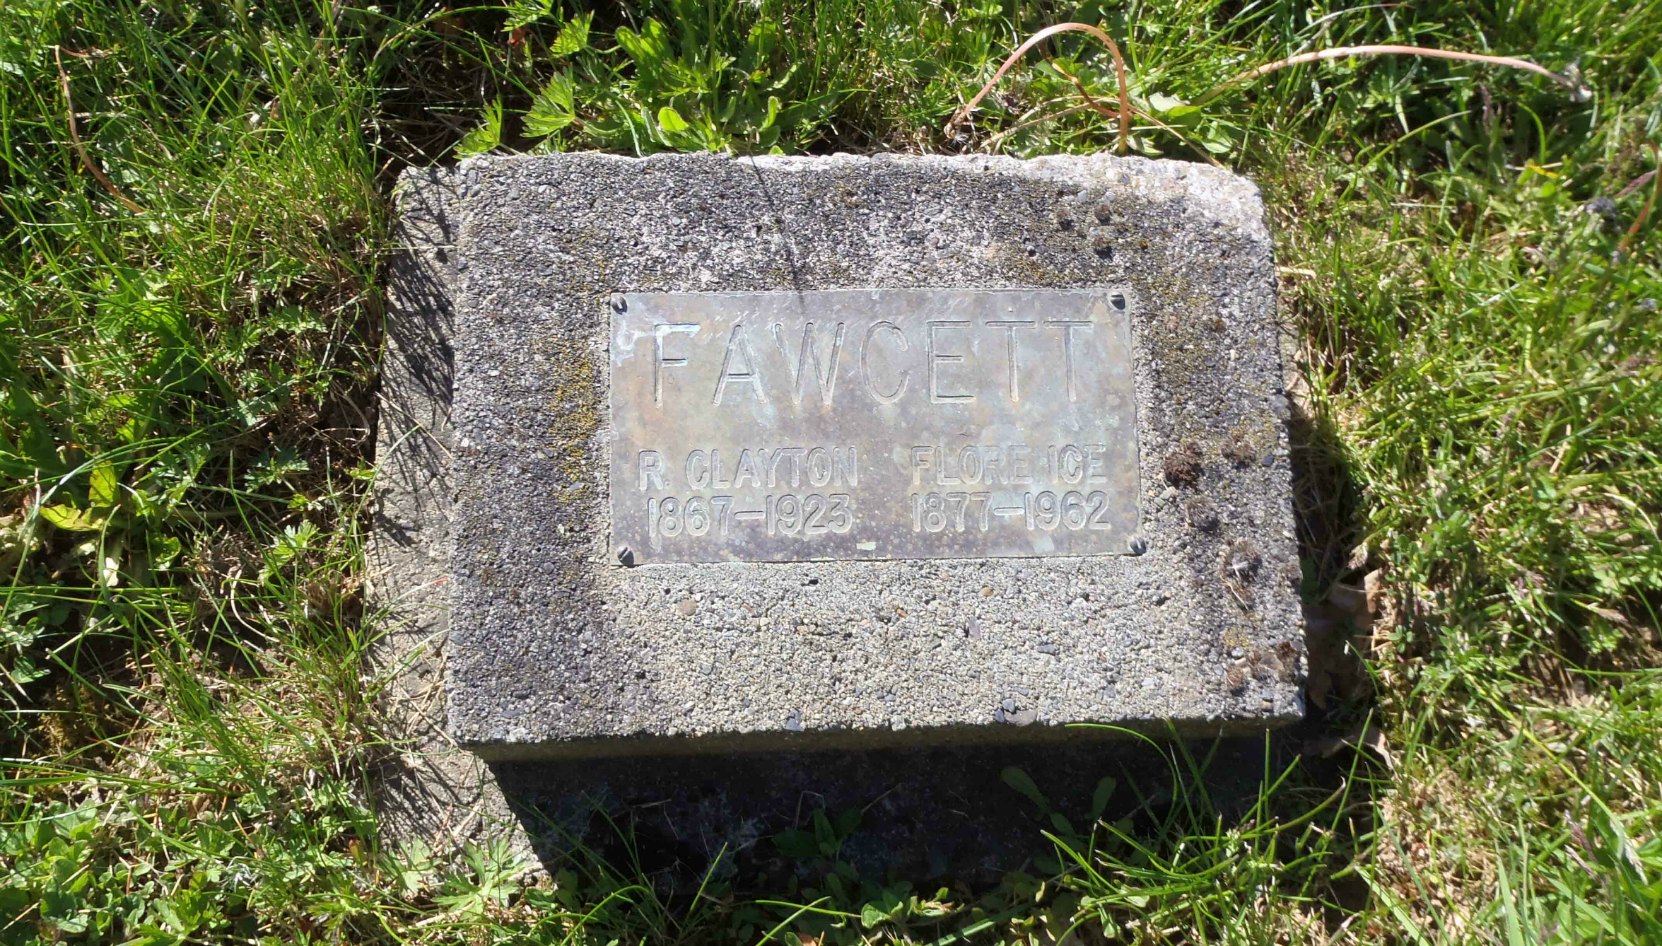 FAWCETT
R. CLAYTON FLORENCE
1867-1923 1877-1962